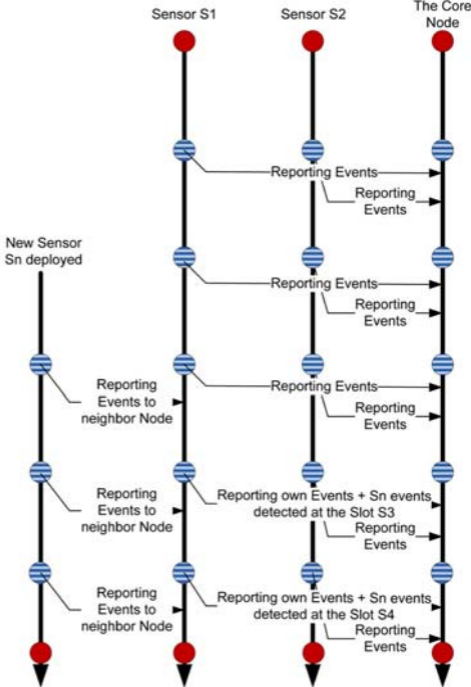 Sensor S1
Sensor S2
The Core
Node
Reporting Events
Reporting
Events
New Sensor
Sn deployed
Reporting Events
Reporting
Events
Reporting
Events to
neighbor Node
Reporting Events
Reporting
Events
Reporting
Events to
neighbor Node
Reporting own Events + Sn events
detected at the Slot S3
Reporting
Events
Reporting
Events to
neighbor Node
Reporting own Events + Sn events
detected at the Slot S4
Reporting
Events